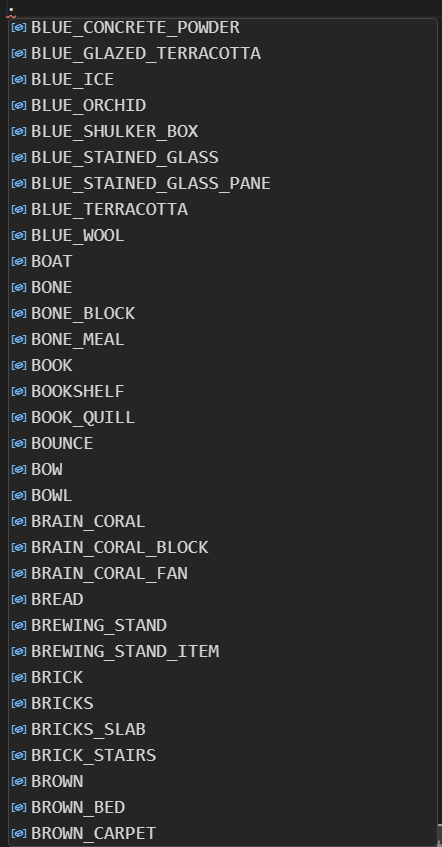 .
BLUE_CONCRETE_POWDER
BLUE_GLAZED_TERRACOTTA
BLUE_ICE
BLUE_ORCHID
BLUE_SHULKER_BOX
BLUE_STAINED_GLASS
BLUE_STAINED_GLASS_PANE
BLUE_TERRACOTTA
BLUE_WOOL
BOAT
BONE
BONE_BLOCK
BONE_MEAL
BOOK
BOOKSHELF
BOOK_QUILL
BOUNCE
BOW
BOWL
BRAIN_CORAL
BRAIN_CORAL_BLOCK
BRAIN_CORAL_FAN
BREAD
BREWING_STAND
BREWING_STAND_ITEM
BRICK
BRICKS
BRICKS_SLAB
BRICK_STAIRS
BROWN
BROWN_BED
BROWN_CARPET